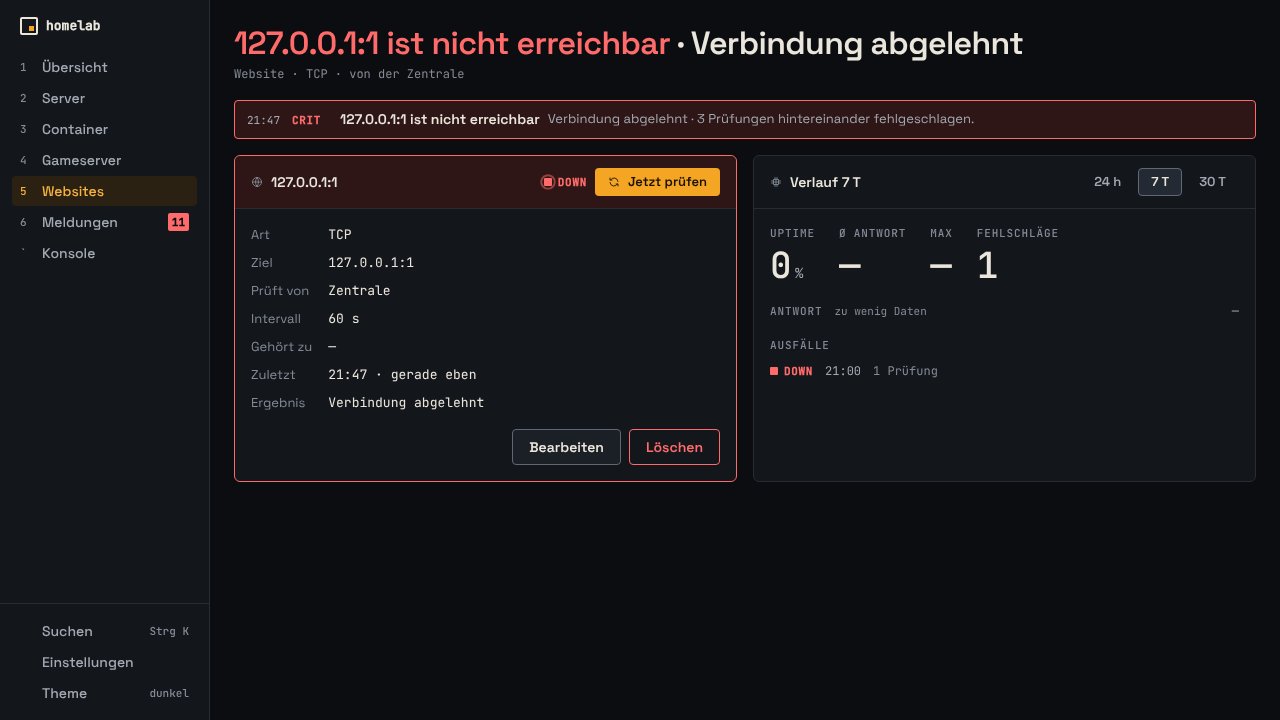 homelab
1 Übersicht
2 Server
3 Container
4 Gameserver
5 Websites
6 Meldungen 11
` Konsole
Suchen Strg K
Einstellungen
Theme dunkel
127.0.0.1:1 ist nicht erreichbar · Verbindung abgelehnt
Website · TCP · von der Zentrale
21:47 CRIT 127.0.0.1:1 ist nicht erreichbar Verbindung abgelehnt · 3 Prüfungen hintereinander fehlgeschlagen.
127.0.0.1:1 DOWN Jetzt prüfen
Art TCP
Ziel 127.0.0.1:1
Prüft von Zentrale
Intervall 60 s
Gehört zu —
Zuletzt 21:47 · gerade eben
Ergebnis Verbindung abgelehnt
Bearbeiten Löschen
Verlauf 7 T 24 h 7 T 30 T
UPTIME Ø ANTWORT MAX FEHLSCHLÄGE
0 % — — 1
ANTWORT zu wenig Daten —
AUSFÄLLE
DOWN 21:00 1 Prüfung